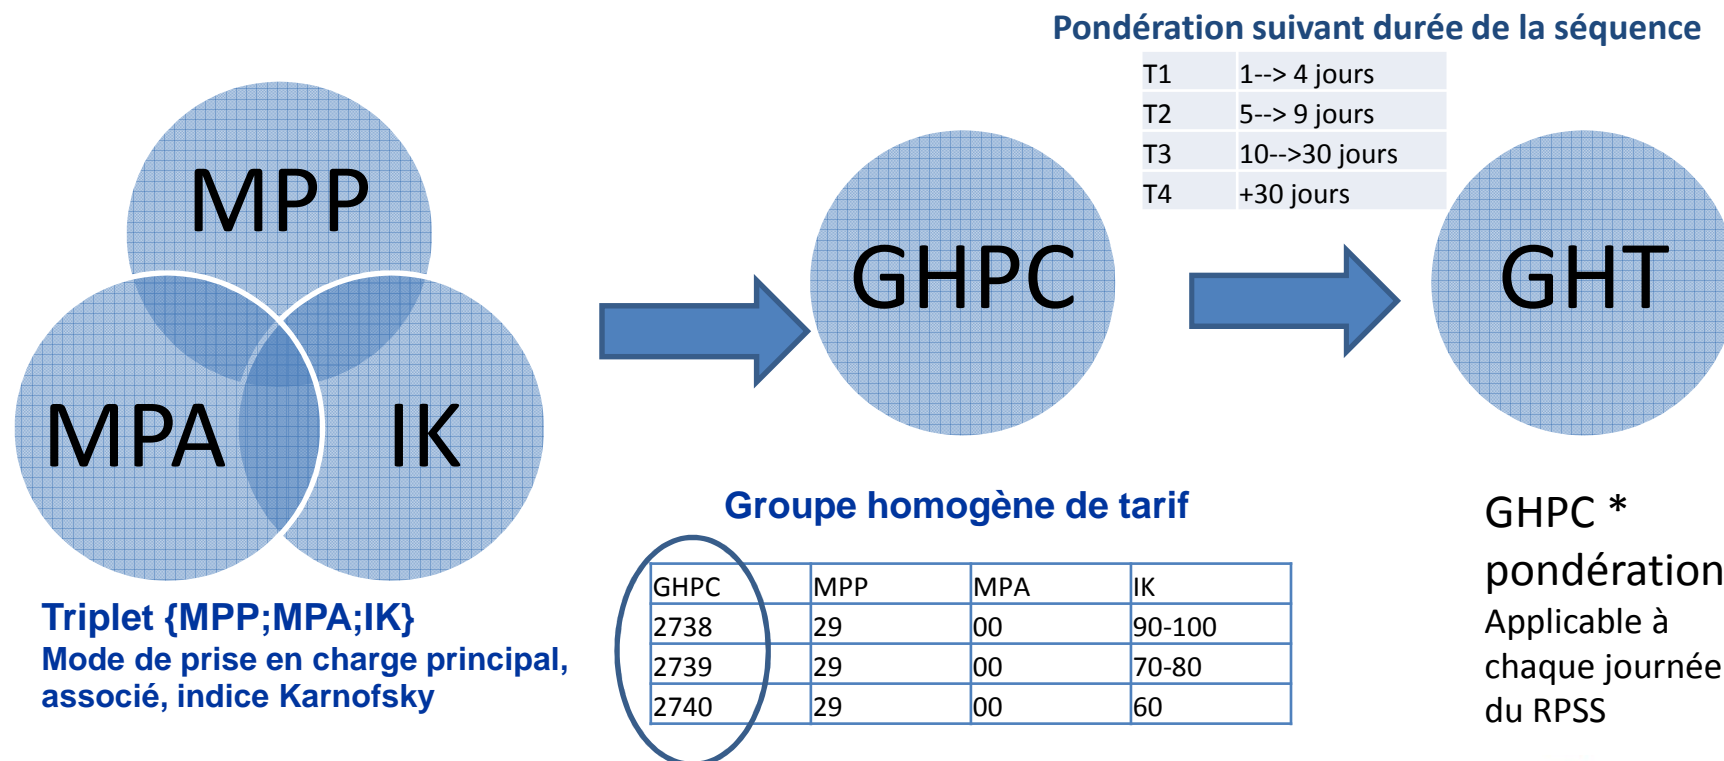 Pondération suivant durée de la séquence
T1 1--> 4 jours
T2 5--> 9 jours
T3 10-->30 jours
T4 +30 jours
MPP
MPA
IK
GHPC
GHT
Triplet {MPP;MPA;IK}
Mode de prise en charge principal,
associé, indice Karnofsky
Groupe homogène de tarif
GHPC MPP MPA IK
2738 29 00 90-100
2739 29 00 70-80
2740 29 00 60
GHPC *
pondération
Applicable à
chaque journée
du RPSS